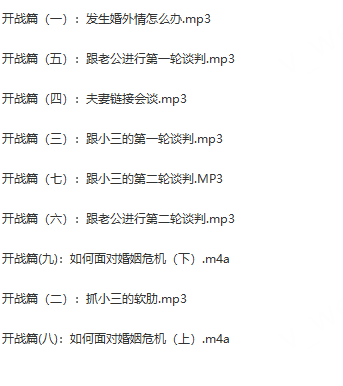 开战篇（一）：发生婚外情怎么办.mp3
开战篇（五）：跟老公进行第一轮谈判.mp3
开战篇（四）：夫妻链接会谈.mp3
开战篇（三）：跟小三的第一轮谈判.mp3
开战篇（七）：跟小三的第二轮谈判.MP3
开战篇（六）：跟老公进行第二轮谈判.mp3
开战篇(九)：如何面对婚姻危机（下）.m4a
开战篇（二）：抓小三的软肋.mp3
开战篇(八)：如何面对婚姻危机（上）.m4a